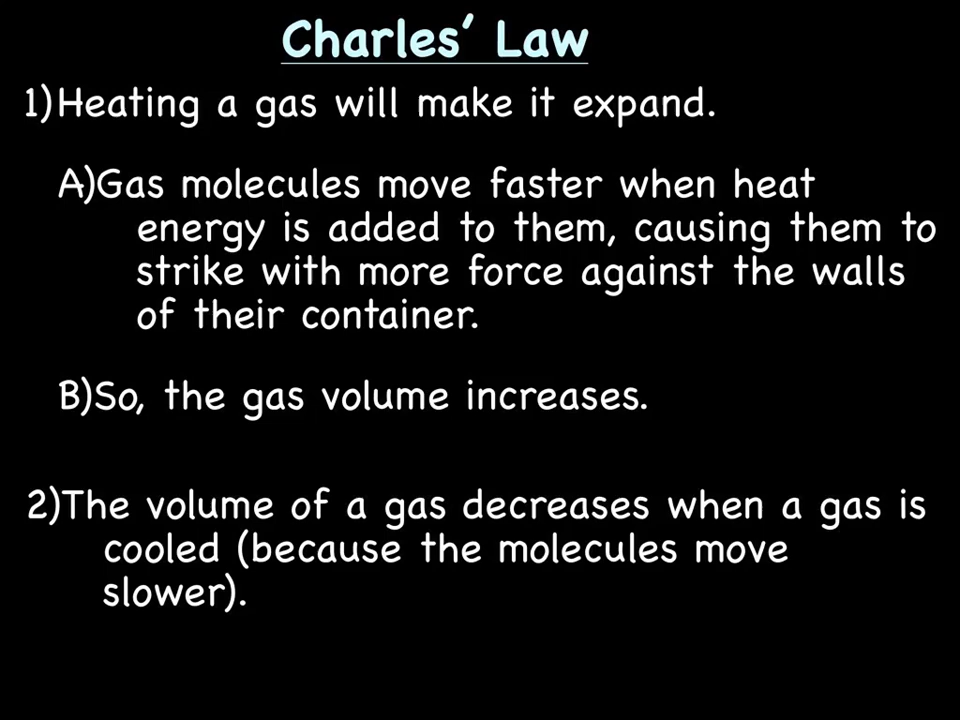 Charles’ Law
1)Heating a gas will make it expand.
A)Gas molecules move faster when heat
energy is added to them, causing them to
strike with more force against the walls
of their container.
B)So, the gas volume increases.
2)The volume of a gas decreases when a gas is
cooled (because the molecules move
slower).